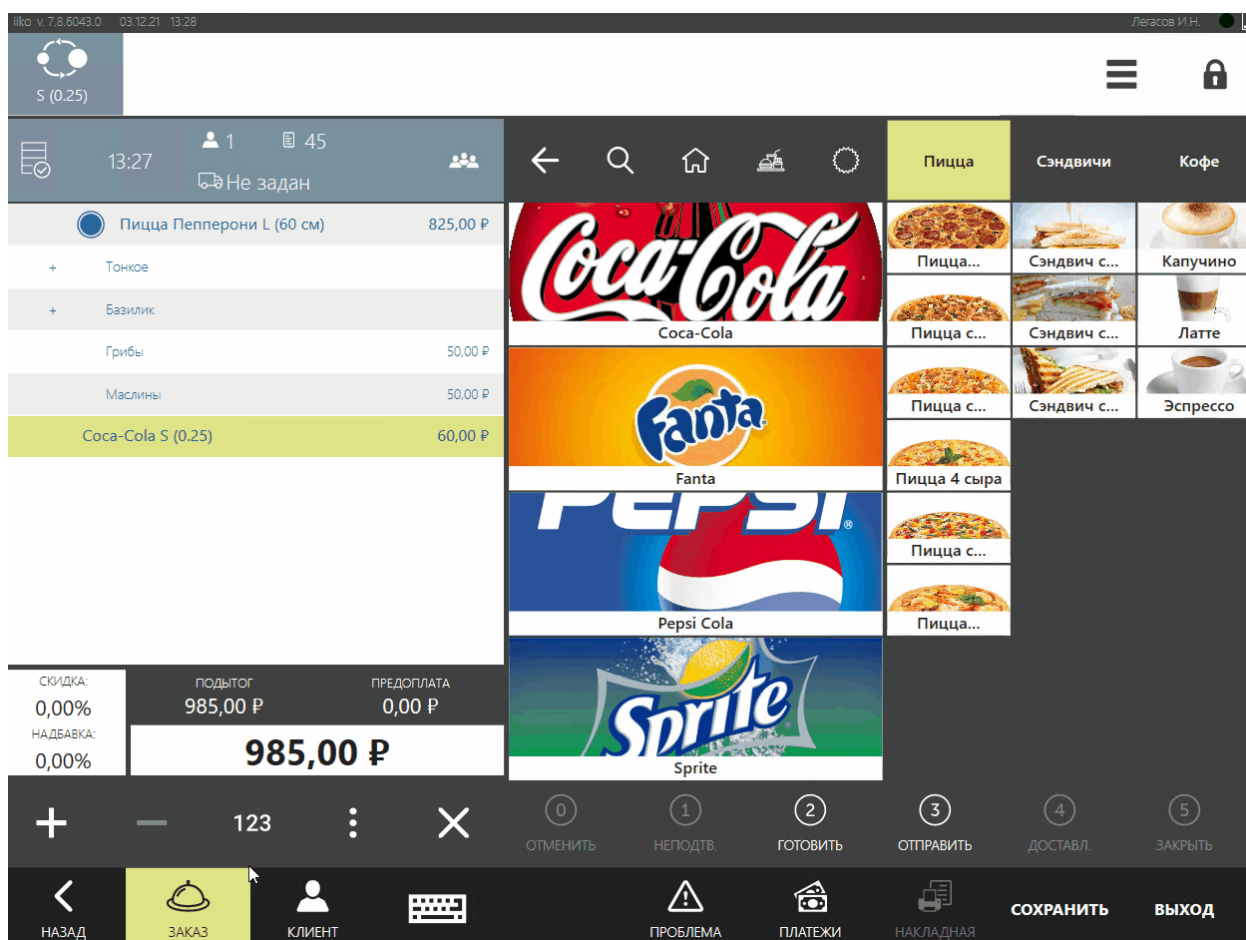 iiko v. 7.8.6043.0 03.12.21 13:28 Легасов И.Н.
S (0.25)
13:27 1 45
Не задан
Пицца Сэндвичи Кофе
Пицца Пепперони L (60 см) 825,00 ₽
+ Тонкое
+ Базилик
Грибы 50,00 ₽
Маслины 50,00 ₽
Coca-Cola S (0.25) 60,00 ₽
Coca-Cola
Coca-Cola
Fanta
Fanta
PEPSI®
Pepsi Cola
Sprite
Sprite
Пицца... Сэндвич с... Капучино
Пицца с... Сэндвич с... Латте
Пицца с... Сэндвич с... Эспрессо
Пицца 4 сыра
Пицца с...
Пицца...
СКИДКА: ПОДЫТОГ ПРЕДОПЛАТА
0,00% 985,00 ₽ 0,00 ₽
НАДБАВКА:
0,00% 985,00 ₽
+ — 123
0 1 2 3 4 5
ОТМЕНИТЬ НЕПОДТВ. ГОТОВИТЬ ОТПРАВИТЬ ДОСТАВЛ. ЗАКРЫТЬ
НАЗАД ЗАКАЗ КЛИЕНТ ПРОБЛЕМА ПЛАТЕЖИ НАКЛАДНАЯ СОХРАНИТЬ ВЫХОД